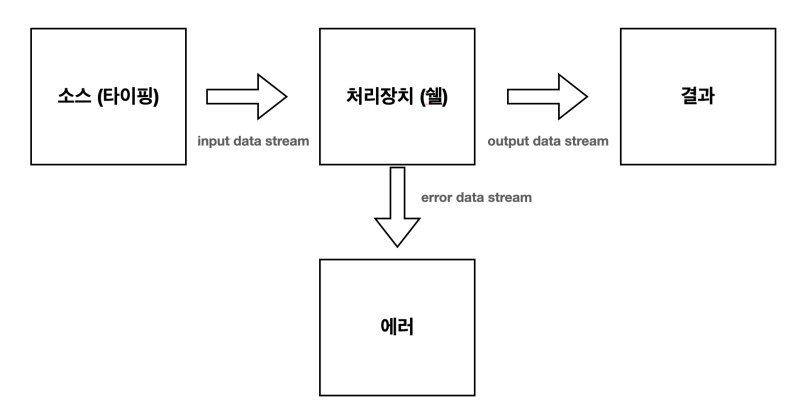 소스 (타이핑)
input data stream
처리장치 (쉘)
output data stream
결과
error data stream
에러